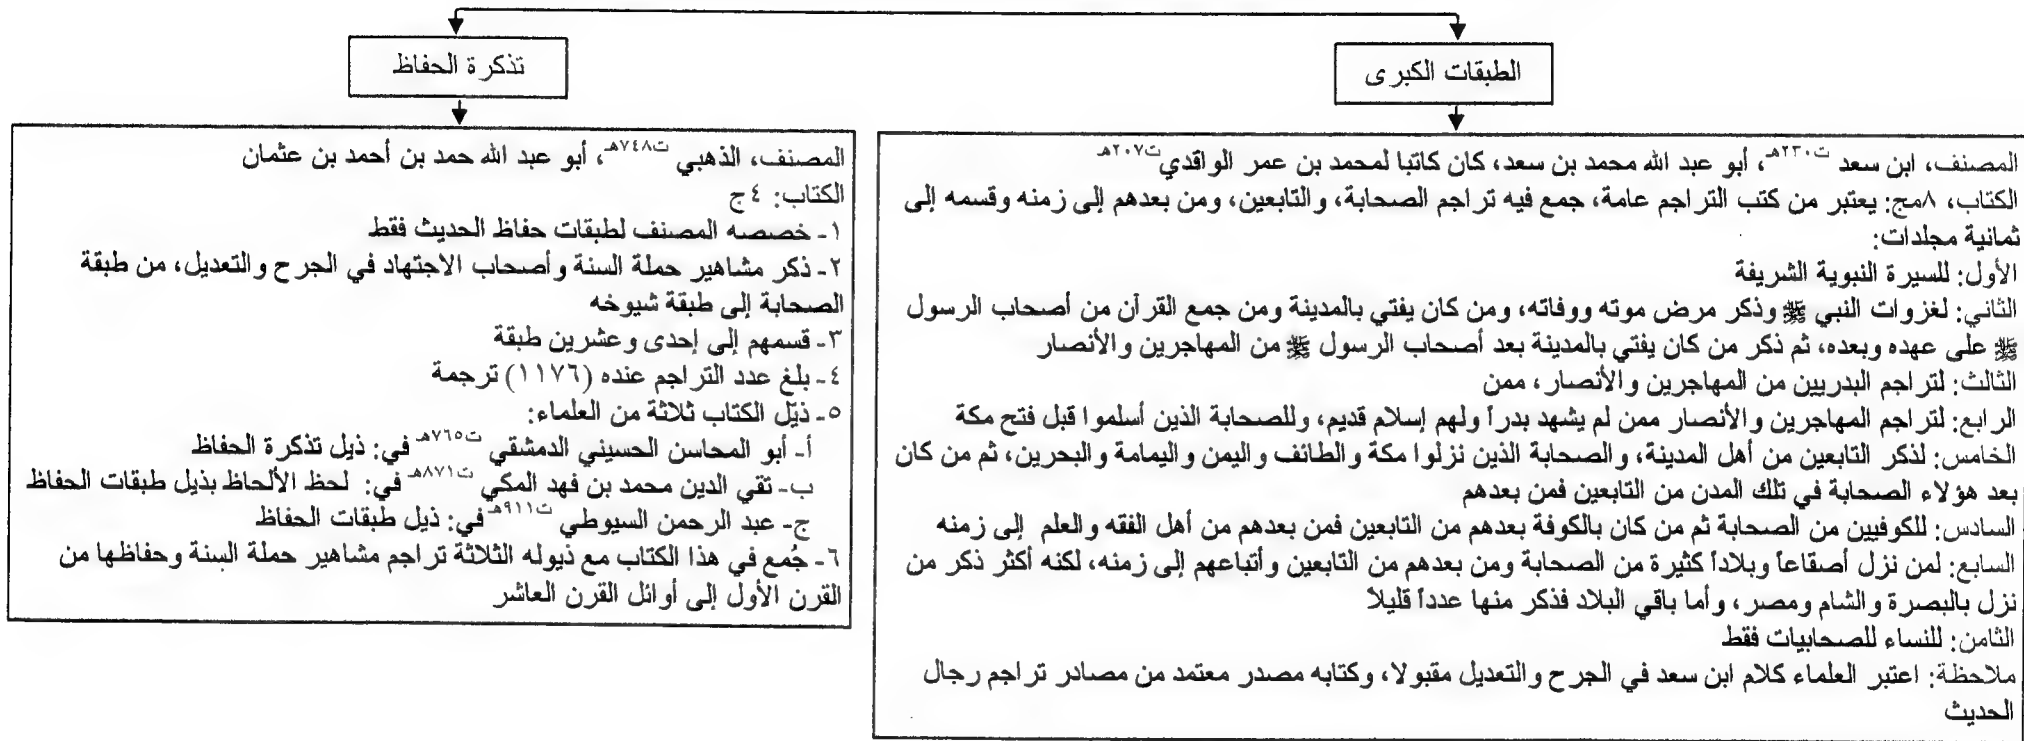 الطبقات الكبرى
المصنف، ابن سعد ت٢٣٠هـ، أبو عبد الله محمد بن سعد، كان كاتبا لمحمد بن عمر الواقدي ت٢٠٧هـ
الكتاب، ٨مج: يعتبر من كتب التراجم عامة، جمع فيه تراجم الصحابة، والتابعين، ومن بعدهم إلى زمنه وقسمه إلى
ثمانية مجلدات:
الأول: للسيرة النبوية الشريفة
الثاني: لغزوات النبي ﷺ وذكر مرض موته ووفاته، ومن كان يفتي بالمدينة ومن جمع القرآن من أصحاب الرسول
ﷺ على عهده وبعده، ثم ذكر من كان يفتي بالمدينة بعد أصحاب الرسول ﷺ من المهاجرين والأنصار
الثالث: لتراجم البدريين من المهاجرين والأنصار، ممن
الرابع: لتراجم المهاجرين والأنصار ممن لم يشهد بدراً ولهم إسلام قديم، وللصحابة الذين أسلموا قبل فتح مكة
الخامس: لذكر التابعين من أهل المدينة، والصحابة الذين نزلوا مكة والطائف واليمن واليمامة والبحرين، ثم من كان
بعد هؤلاء الصحابة في تلك المدن من التابعين فمن بعدهم
السادس: للكوفيين من الصحابة ثم من كان بالكوفة بعدهم من التابعين فمن بعدهم من أهل الفقه والعلم إلى زمنه
السابع: لمن نزل أصقاعاً وبلاداً كثيرة من الصحابة ومن بعدهم من التابعين وأتباعهم إلى زمنه، لكنه أكثر ذكر من
نزل بالبصرة والشام ومصر، وأما باقي البلاد فذكر منها عدداً قليلاً
الثامن: للنساء للصحابيات فقط
ملاحظة: اعتبر العلماء كلام ابن سعد في الجرح والتعديل مقبولا، وكتابه مصدر معتمد من مصادر تراجم رجال
الحديث
تذكرة الحفاظ
المصنف، الذهبي ت٧٤٨هـ، أبو عبد الله حمد بن أحمد بن عثمان
الكتاب: ٤ج
١- خصصه المصنف لطبقات حفاظ الحديث فقط
٢- ذكر مشاهير حملة السنة وأصحاب الاجتهاد في الجرح والتعديل، من طبقة
الصحابة إلى طبقة شيوخه
٣- قسمهم إلى إحدى وعشرين طبقة
٤- بلغ عدد التراجم عنده (١١٧٦) ترجمة
٥- ذيّل الكتاب ثلاثة من العلماء:
أ- أبو المحاسن الحسيني الدمشقي ت٧٦٥هـ في: ذيل تذكرة الحفاظ
ب- تقي الدين محمد بن فهد المكي ت٨٧١هـ في: لحظ الألحاظ بذيل طبقات الحفاظ
ج- عبد الرحمن السيوطي ت٩١١هـ في: ذيل طبقات الحفاظ
٦- جُمع في هذا الكتاب مع ذيوله الثلاثة تراجم مشاهير حملة السنة وحفاظها من
القرن الأول إلى أوائل القرن العاشر